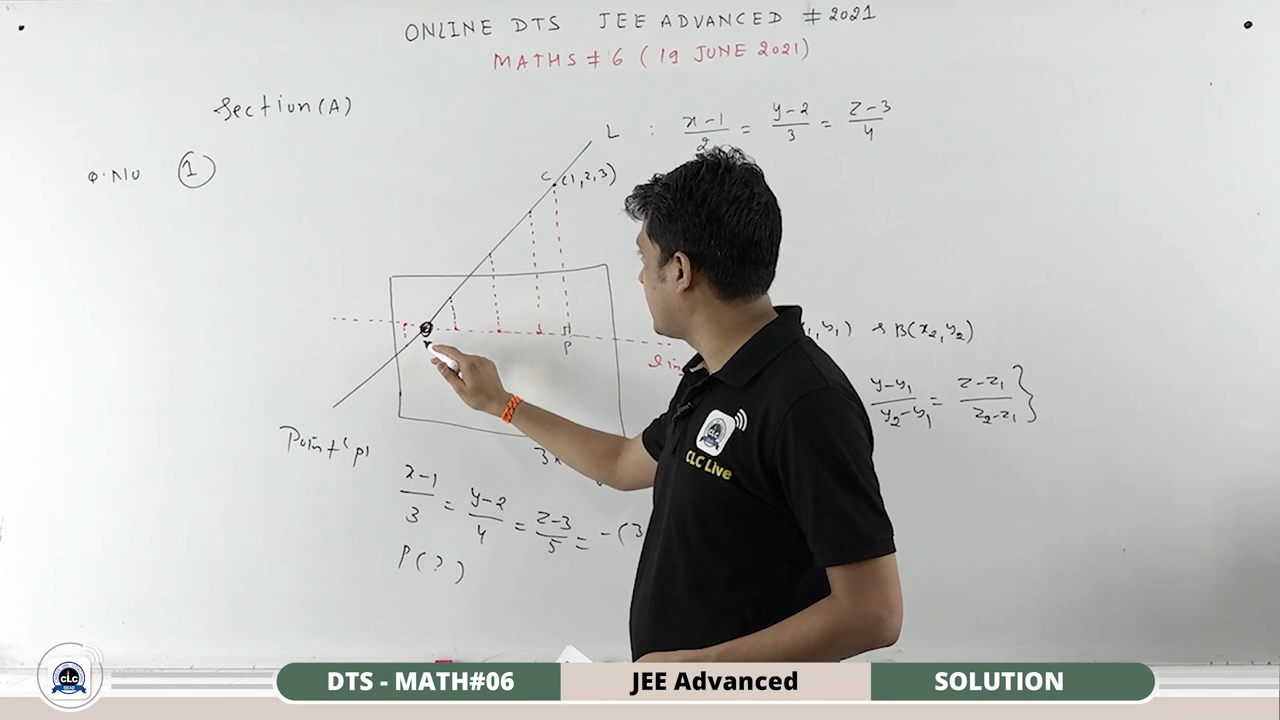 ONLINE DTS JEE ADVANCED # 2021
MATHS # 6 ( 19 JUNE 2021)
Section (A)
Q.No 1
L : x-1/2 = y-2/3 = z-3/4
C (1,2,3)
P
y₁) & B(x₂,y₂)
y-y₁/y₂-y₁ = z-z₁/z₂-z₁ }
Point 'p'
x-1/3 = y-2/4 = z-3/5 = -(3
P(?)
CLC Live
DTS - MATH#06
JEE Advanced
SOLUTION
CLC